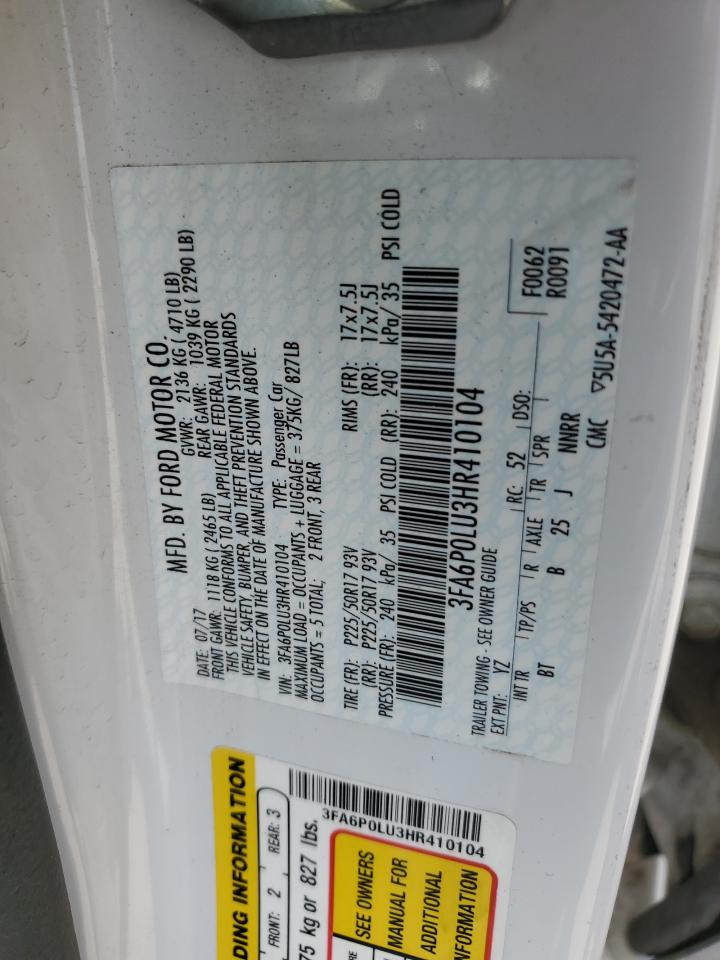 MFD. BY FORD MOTOR CO.
DATE: 07/17 GVWR: 2136 KG ( 4710 LB)
FRONT GAWR: 1118 KG ( 2465 LB) REAR GAWR: 1039 KG ( 2290 LB)
THIS VEHICLE CONFORMS TO ALL APPLICABLE FEDERAL MOTOR
VEHICLE SAFETY, BUMPER, AND THEFT PREVENTION STANDARDS
IN EFFECT ON THE DATE OF MANUFACTURE SHOWN ABOVE.
VIN: 3FA6P0LU3HR410104 TYPE: Passenger Car
MAXIMUM LOAD = OCCUPANTS + LUGGAGE = 375KG/ 827LB
OCCUPANTS = 5 TOTAL; 2 FRONT, 3 REAR
TIRE (FR): P225/50R17 93V RIMS (FR): 17x7.5J
(RR): P225/50R17 93V (RR): 17x7.5J
PRESSURE (FR): 240 kPa/ 35 PSI COLD (RR): 240 kPa/ 35 PSI COLD
3FA6P0LU3HR410104
TRAILER TOWING - SEE OWNER GUIDE
EXT PNT: YZ RC: 52 DSO: F0062
R0091
INT TR TP/PS R AXLE TR SPR
BT B 25 J NNRR
CMC ▽5U5A-5420472-AA
DING INFORMATION
FRONT: 2 REAR: 3
75 kg or 827 lbs.
3FA6P0LU3HR410104
SEE OWNERS
MANUAL FOR
ADDITIONAL
INFORMATION